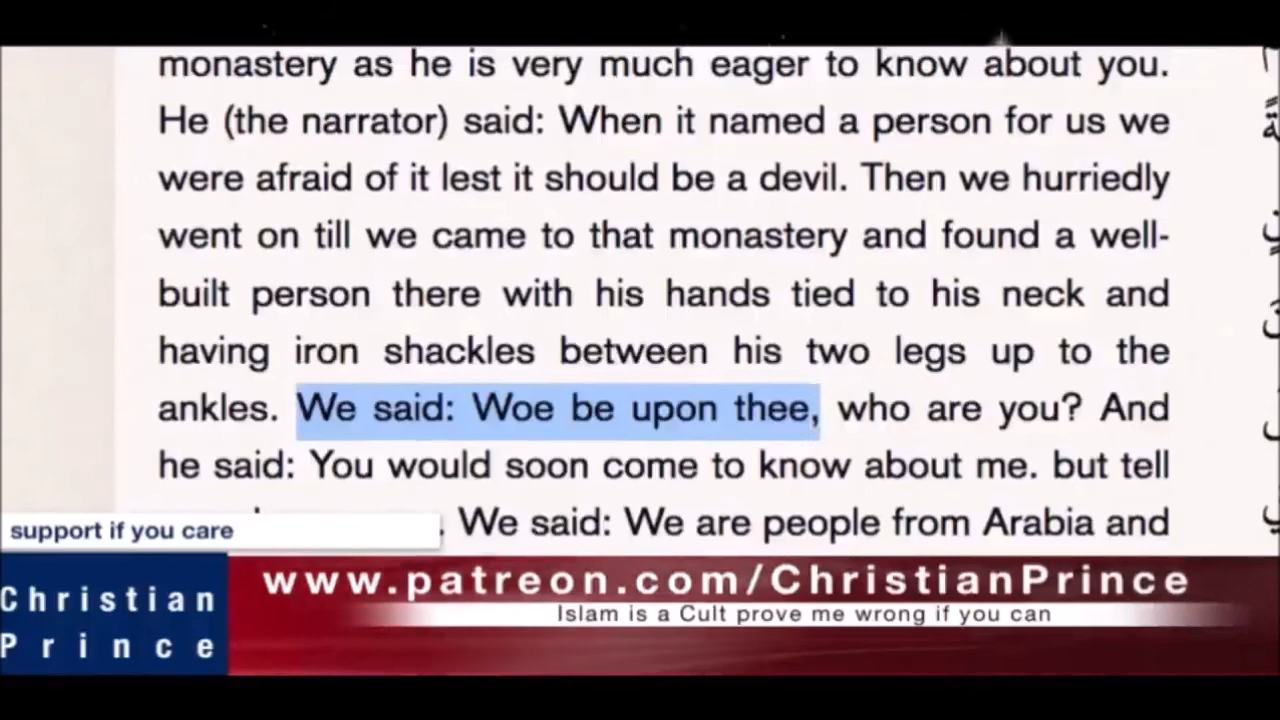 monastery as he is very much eager to know about you.
He (the narrator) said: When it named a person for us we
were afraid of it lest it should be a devil. Then we hurriedly
went on till we came to that monastery and found a well-
built person there with his hands tied to his neck and
having iron shackles between his two legs up to the
ankles. We said: Woe be upon thee, who are you? And
he said: You would soon come to know about me. but tell
. We said: We are people from Arabia and
support if you care
Christian
Prince
www.patreon.com/ChristianPrince
Islam is a Cult prove me wrong if you can